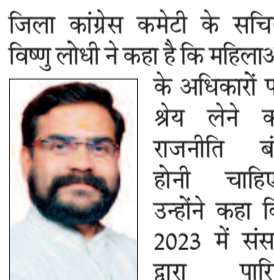 जिला कांग्रेस कमेटी के सचि
विष्णु लोधी ने कहा है कि महिलाअ
के अधिकारों प
श्रेय लेने क
राजनीति बं
होनी चाहिए
उन्होंने कहा वि
2023 में संस
द्वारा पारि